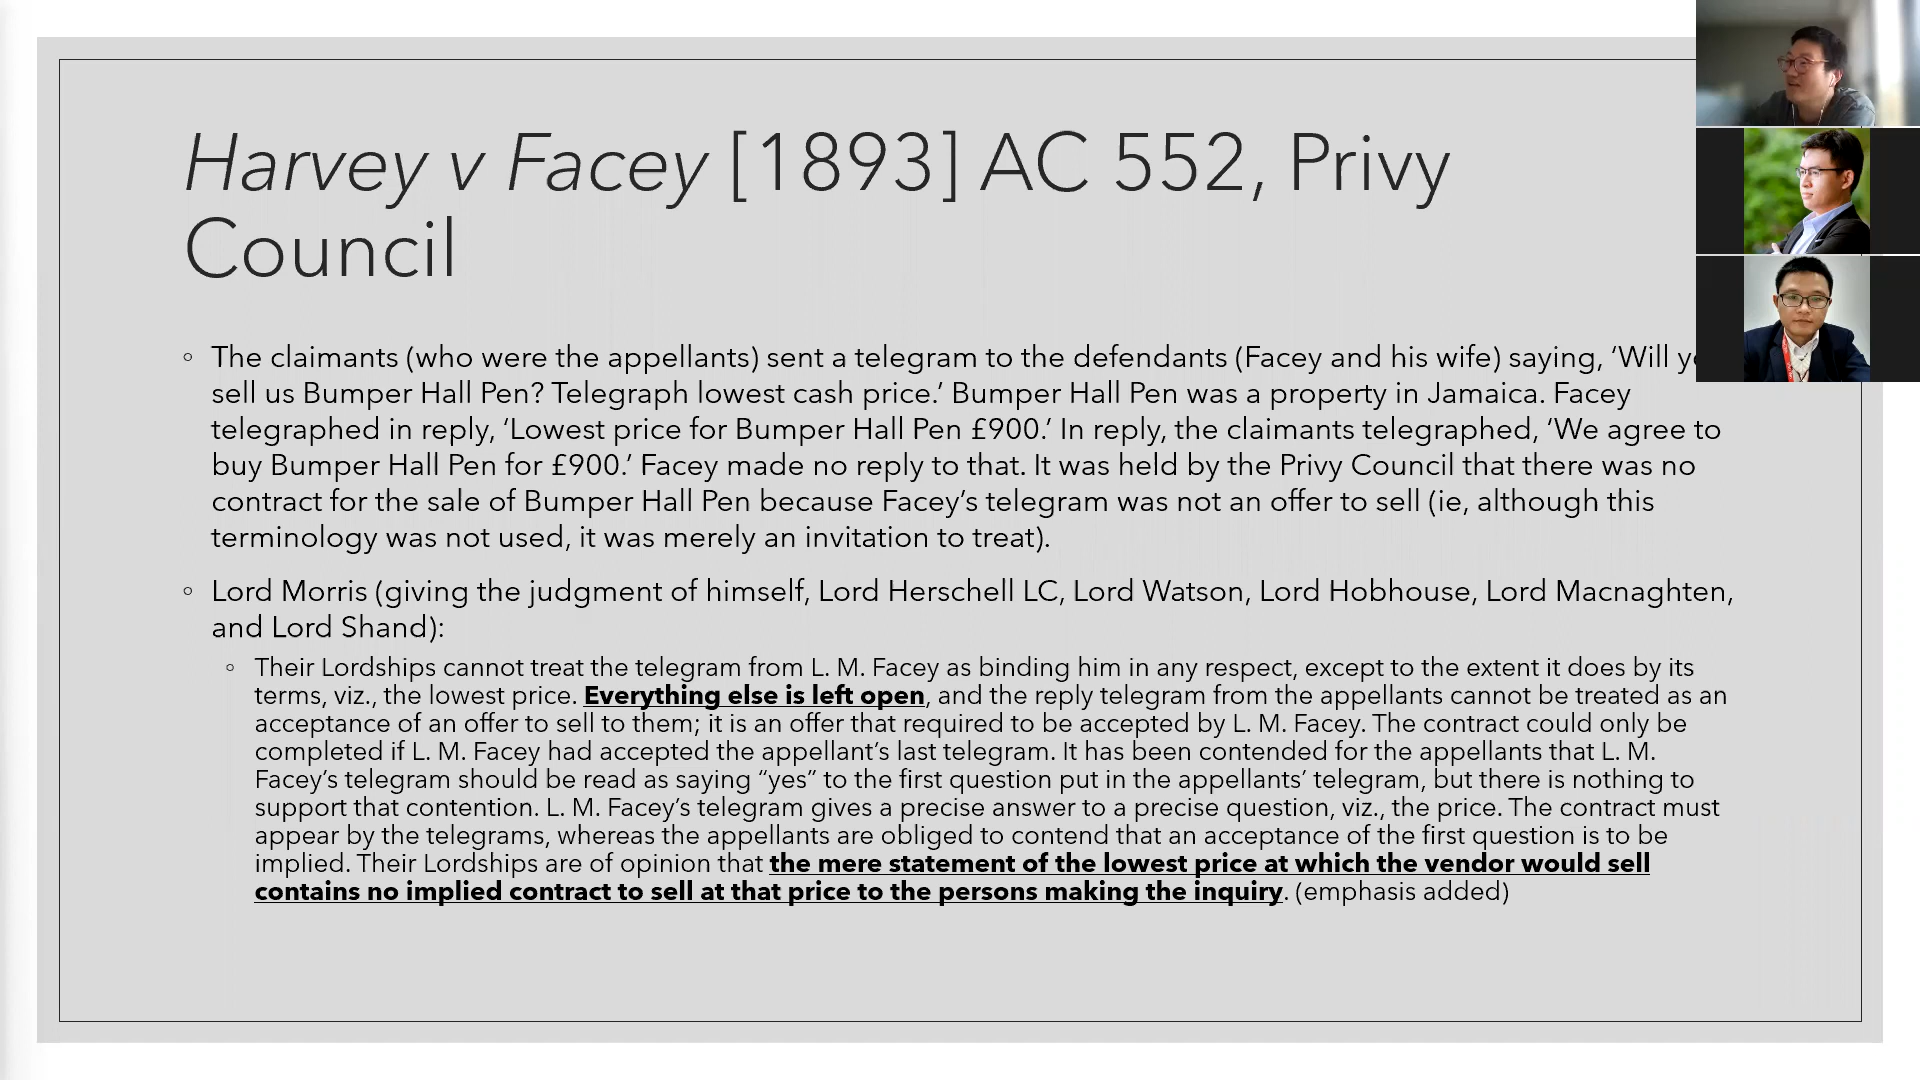 Harvey v Facey [1893] AC 552, Privy
Council
◦ The claimants (who were the appellants) sent a telegram to the defendants (Facey and his wife) saying, ‘Will
sell us Bumper Hall Pen? Telegraph lowest cash price.’ Bumper Hall Pen was a property in Jamaica. Facey
telegraphed in reply, ‘Lowest price for Bumper Hall Pen £900.’ In reply, the claimants telegraphed, ‘We agree to
buy Bumper Hall Pen for £900.’ Facey made no reply to that. It was held by the Privy Council that there was no
contract for the sale of Bumper Hall Pen because Facey’s telegram was not an offer to sell (ie, although this
terminology was not used, it was merely an invitation to treat).
◦ Lord Morris (giving the judgment of himself, Lord Herschell LC, Lord Watson, Lord Hobhouse, Lord Macnaghten,
and Lord Shand):
◦ Their Lordships cannot treat the telegram from L. M. Facey as binding him in any respect, except to the extent it does by its
terms, viz., the lowest price. Everything else is left open, and the reply telegram from the appellants cannot be treated as an
acceptance of an offer to sell to them; it is an offer that required to be accepted by L. M. Facey. The contract could only be
completed if L. M. Facey had accepted the appellant’s last telegram. It has been contended for the appellants that L. M.
Facey’s telegram should be read as saying “yes” to the first question put in the appellants’ telegram, but there is nothing to
support that contention. L. M. Facey’s telegram gives a precise answer to a precise question, viz., the price. The contract must
appear by the telegrams, whereas the appellants are obliged to contend that an acceptance of the first question is to be
implied. Their Lordships are of opinion that the mere statement of the lowest price at which the vendor would sell
contains no implied contract to sell at that price to the persons making the inquiry. (emphasis added)